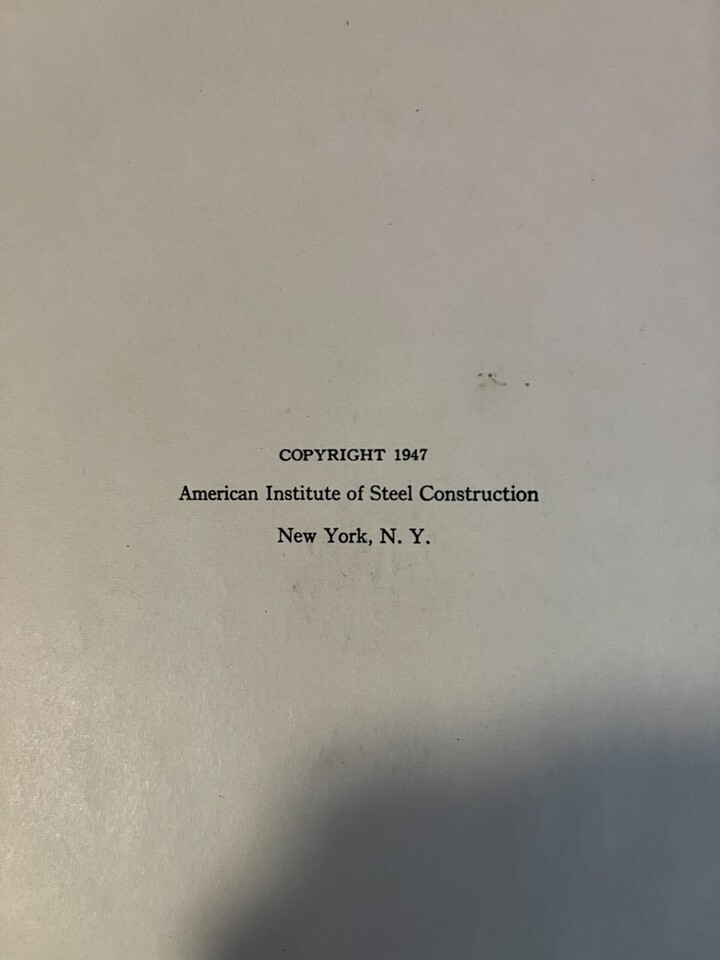 COPYRIGHT 1947
American Institute of Steel Construction
New York, N. Y.